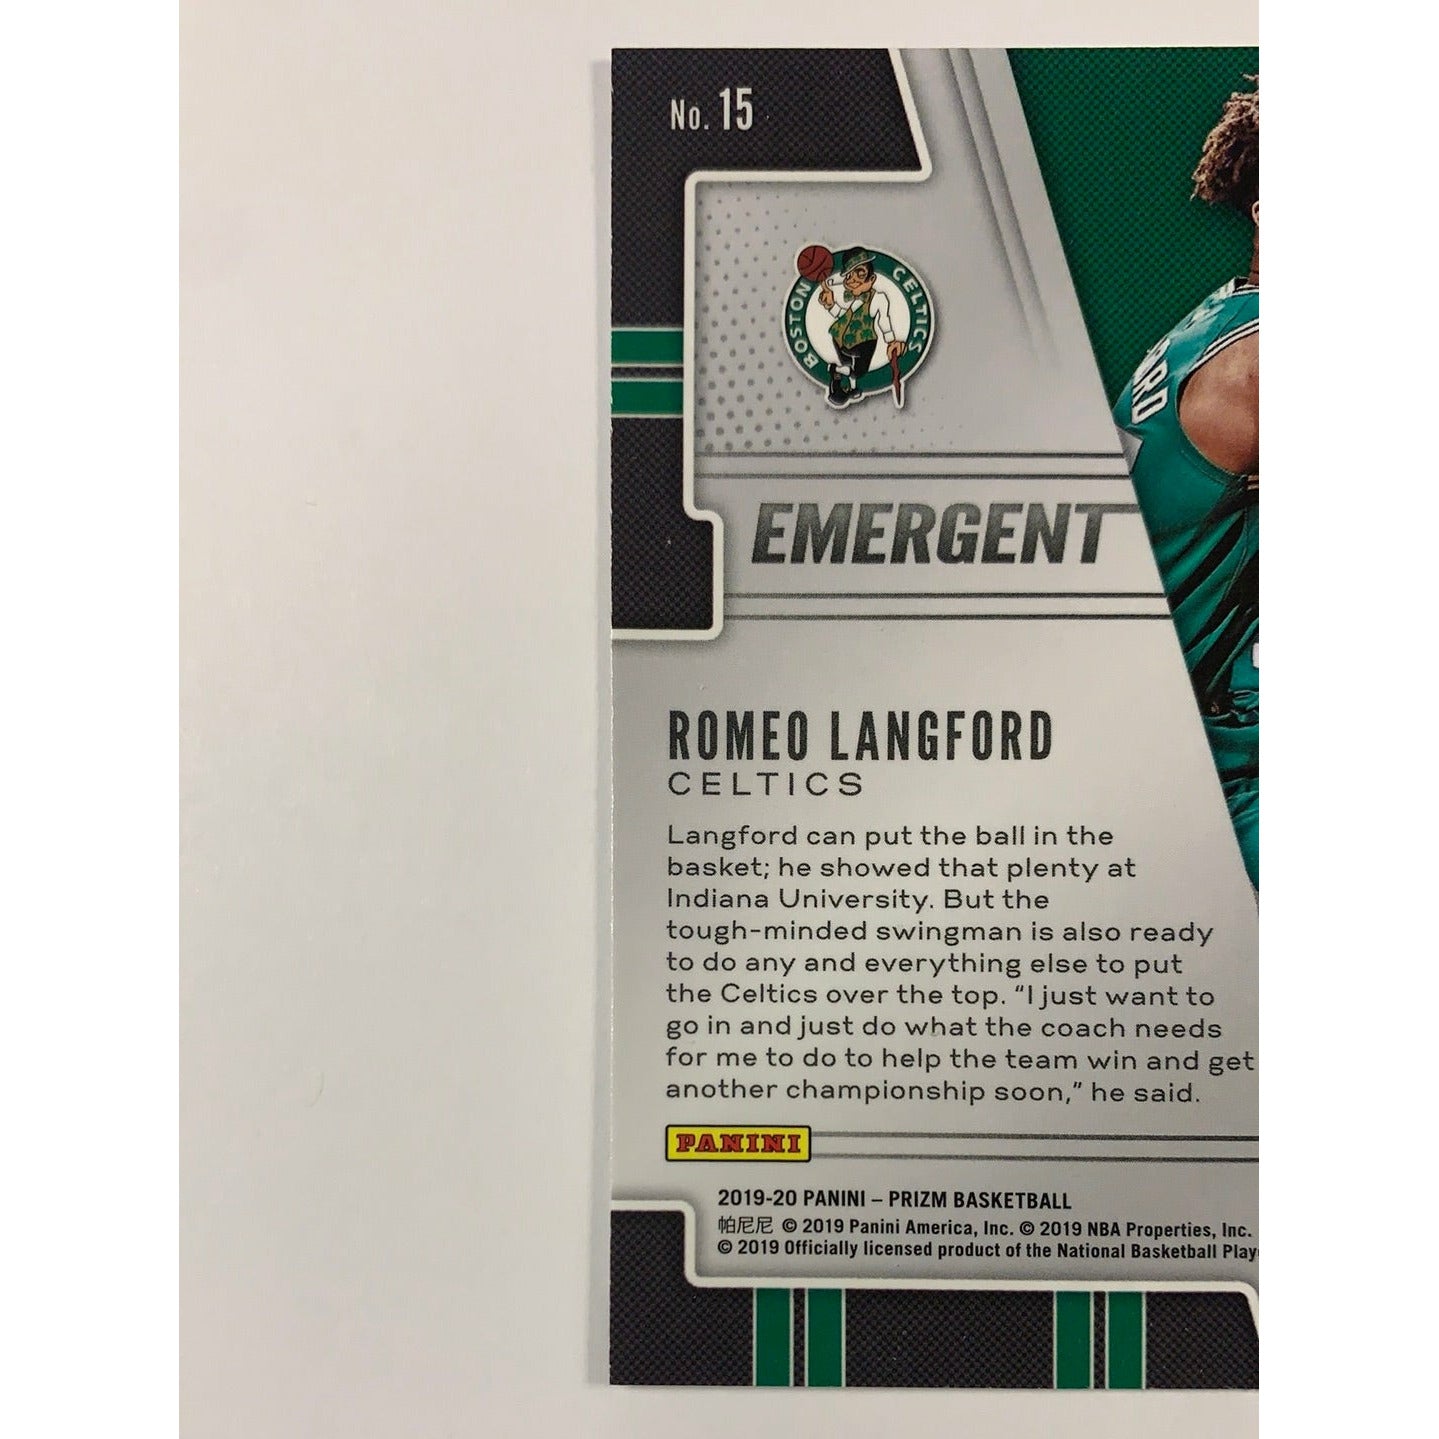 No. 15
BOSTON CELTICS
EMERGENT
ROMEO LANGFORD
CELTICS
Langford can put the ball in the
basket; he showed that plenty at
Indiana University. But the
tough-minded swingman is also ready
to do any and everything else to put
the Celtics over the top. “I just want to
go in and just do what the coach needs
for me to do to help the team win and get
another championship soon,” he said.
PANINI
2019-20 PANINI – PRIZM BASKETBALL
帕尼尼 © 2019 Panini America, Inc. © 2019 NBA Properties, Inc.
© 2019 Officially licensed product of the National Basketball Play